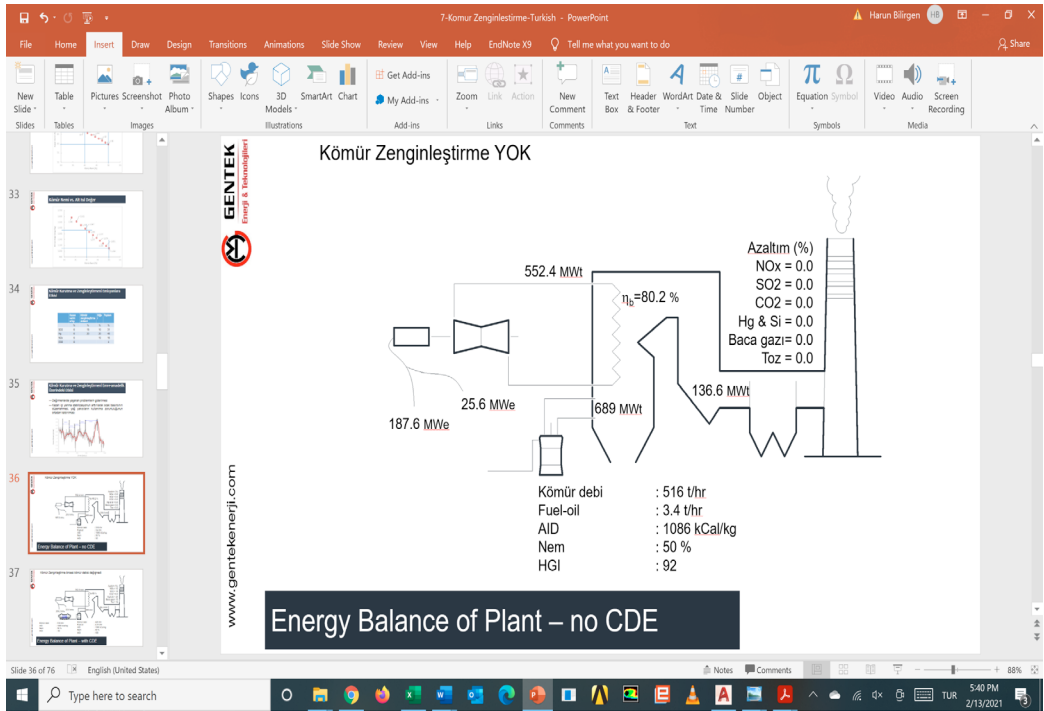 7-Komur Zenginlestirme-Turkish - PowerPoint
Harun Bilirgen
HB
File
Home
Insert
Draw
Design
Transitions
Animations
Slide Show
Review
View
Help
EndNote X9
Tell me what you want to do
Share
New Slide
Table
Pictures
Screenshot
Photo Album
Shapes
Icons
3D Models
SmartArt
Chart
Get Add-ins
My Add-ins
Zoom
Link
Action
New Comment
Text Box
Header & Footer
WordArt
Date & Time
Slide Number
Object
Equation
Symbol
Video
Audio
Screen Recording
Slides
Tables
Images
Illustrations
Add-ins
Links
Comments
Text
Symbols
Media
33
34
35
36
37
Energy Balance of Plant – no CDE
Energy Balance of Plant – with CDE
GENTEK
Enerji & Teknolojileri
www.gentekenerji.com
Kömür Zenginleştirme YOK
552.4 MWt
ηb=80.2 %
Azaltım (%)
NOx = 0.0
SO2 = 0.0
CO2 = 0.0
Hg & Si = 0.0
Baca gazı= 0.0
Toz = 0.0
136.6 MWt
25.6 MWe
187.6 MWe
689 MWt
Kömür debi : 516 t/hr
Fuel-oil : 3.4 t/hr
AID : 1086 kCal/kg
Nem : 50 %
HGI : 92
Energy Balance of Plant – no CDE
Slide 36 of 76
English (United States)
Notes
Comments
88%
Type here to search
TUR
5:40 PM
2/13/2021